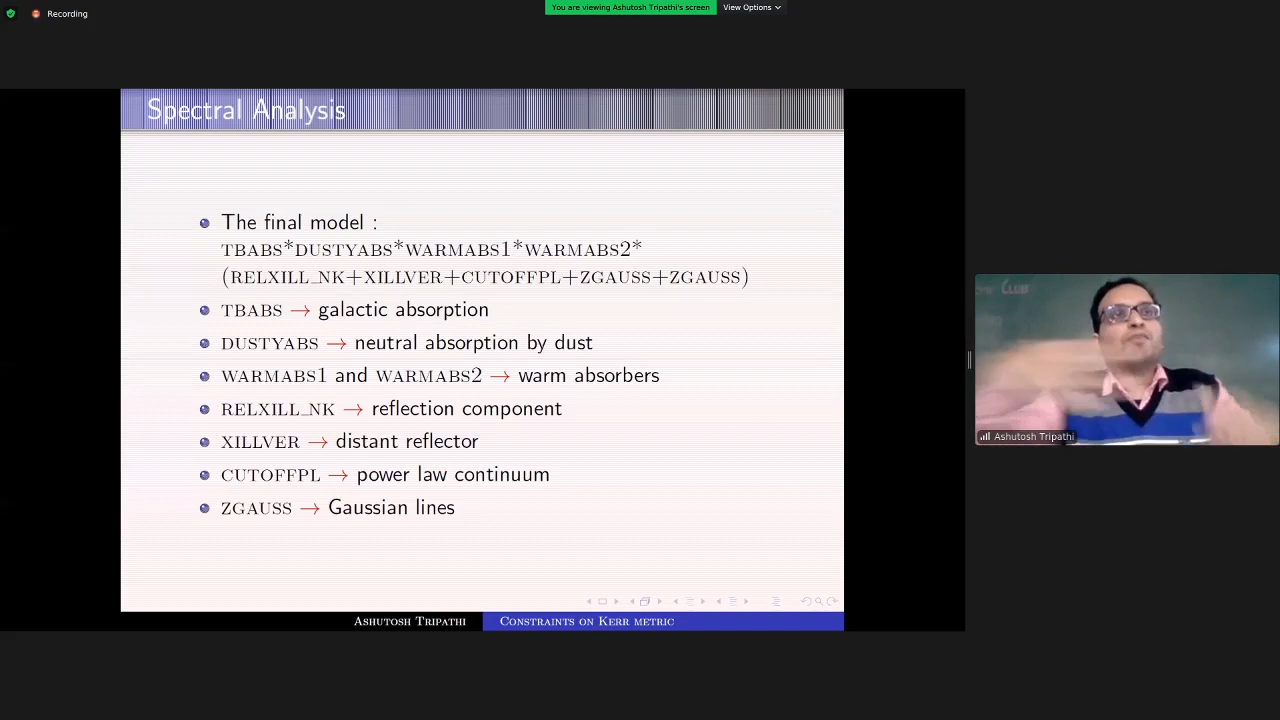 Recording
You are viewing Ashutosh Tripathi's screen
View Options
Spectral Analysis
The final model :
TBABS*DUSTYABS*WARMABS1*WARMABS2*
(RELXILL_NK+XILLVER+CUTOFFPL+ZGAUSS+ZGAUSS)
TBABS → galactic absorption
DUSTYABS → neutral absorption by dust
WARMABS1 and WARMABS2 → warm absorbers
RELXILL_NK → reflection component
XILLVER → distant reflector
CUTOFFPL → power law continuum
ZGAUSS → Gaussian lines
ASHUTOSH TRIPATHI
CONSTRAINTS ON KERR METRIC
CLUB
Ashutosh Tripathi